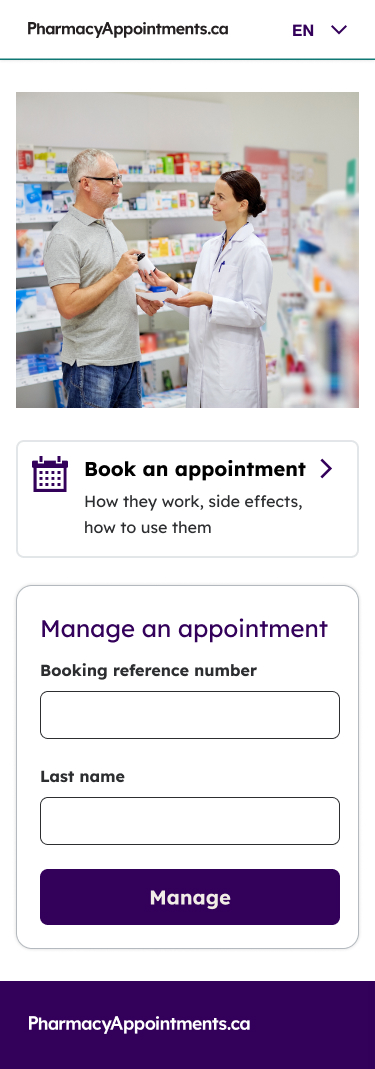 PharmacyAppointments.ca
EN
Book an appointment
How they work, side effects,
how to use them
Manage an appointment
Booking reference number
Last name
Manage
PharmacyAppointments.ca